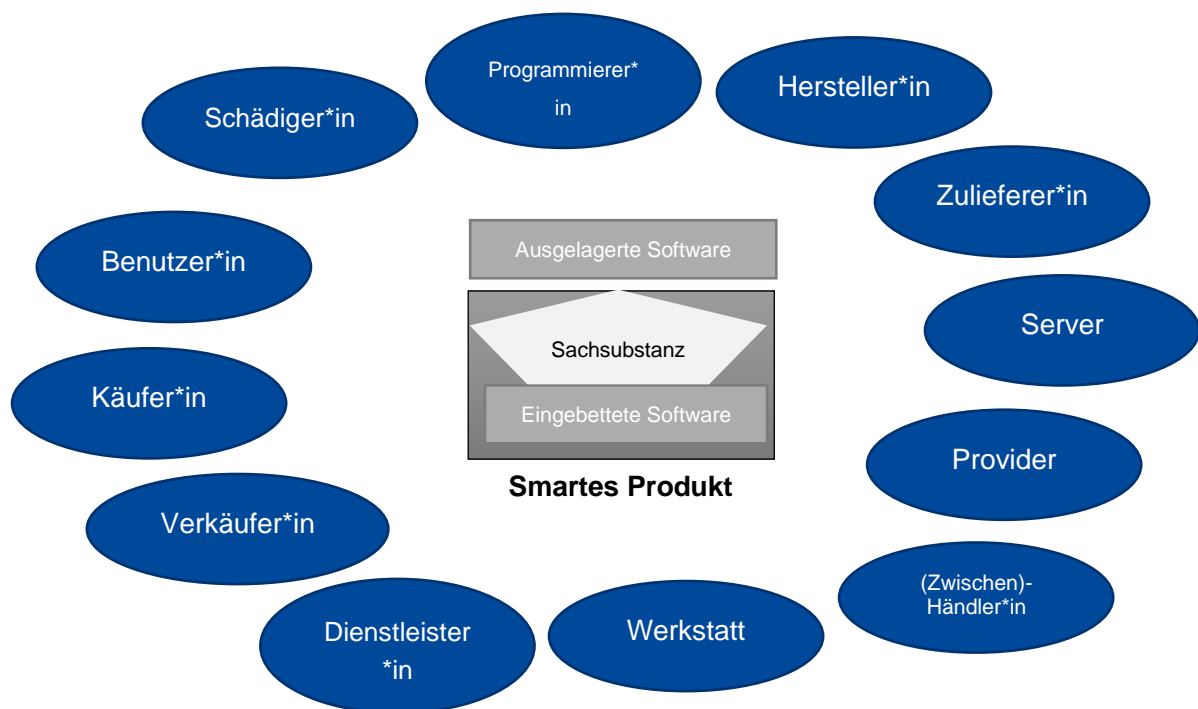 Programmierer*
in
Hersteller*in
Schädiger*in
Zulieferer*in
Ausgelagerte Software
Benutzer*in
Server
Sachsubstanz
Käufer*in
Eingebettete Software
Provider
Smartes Produkt
Verkäufer*in
(Zwischen)-
Händler*in
Dienstleister
*in
Werkstatt